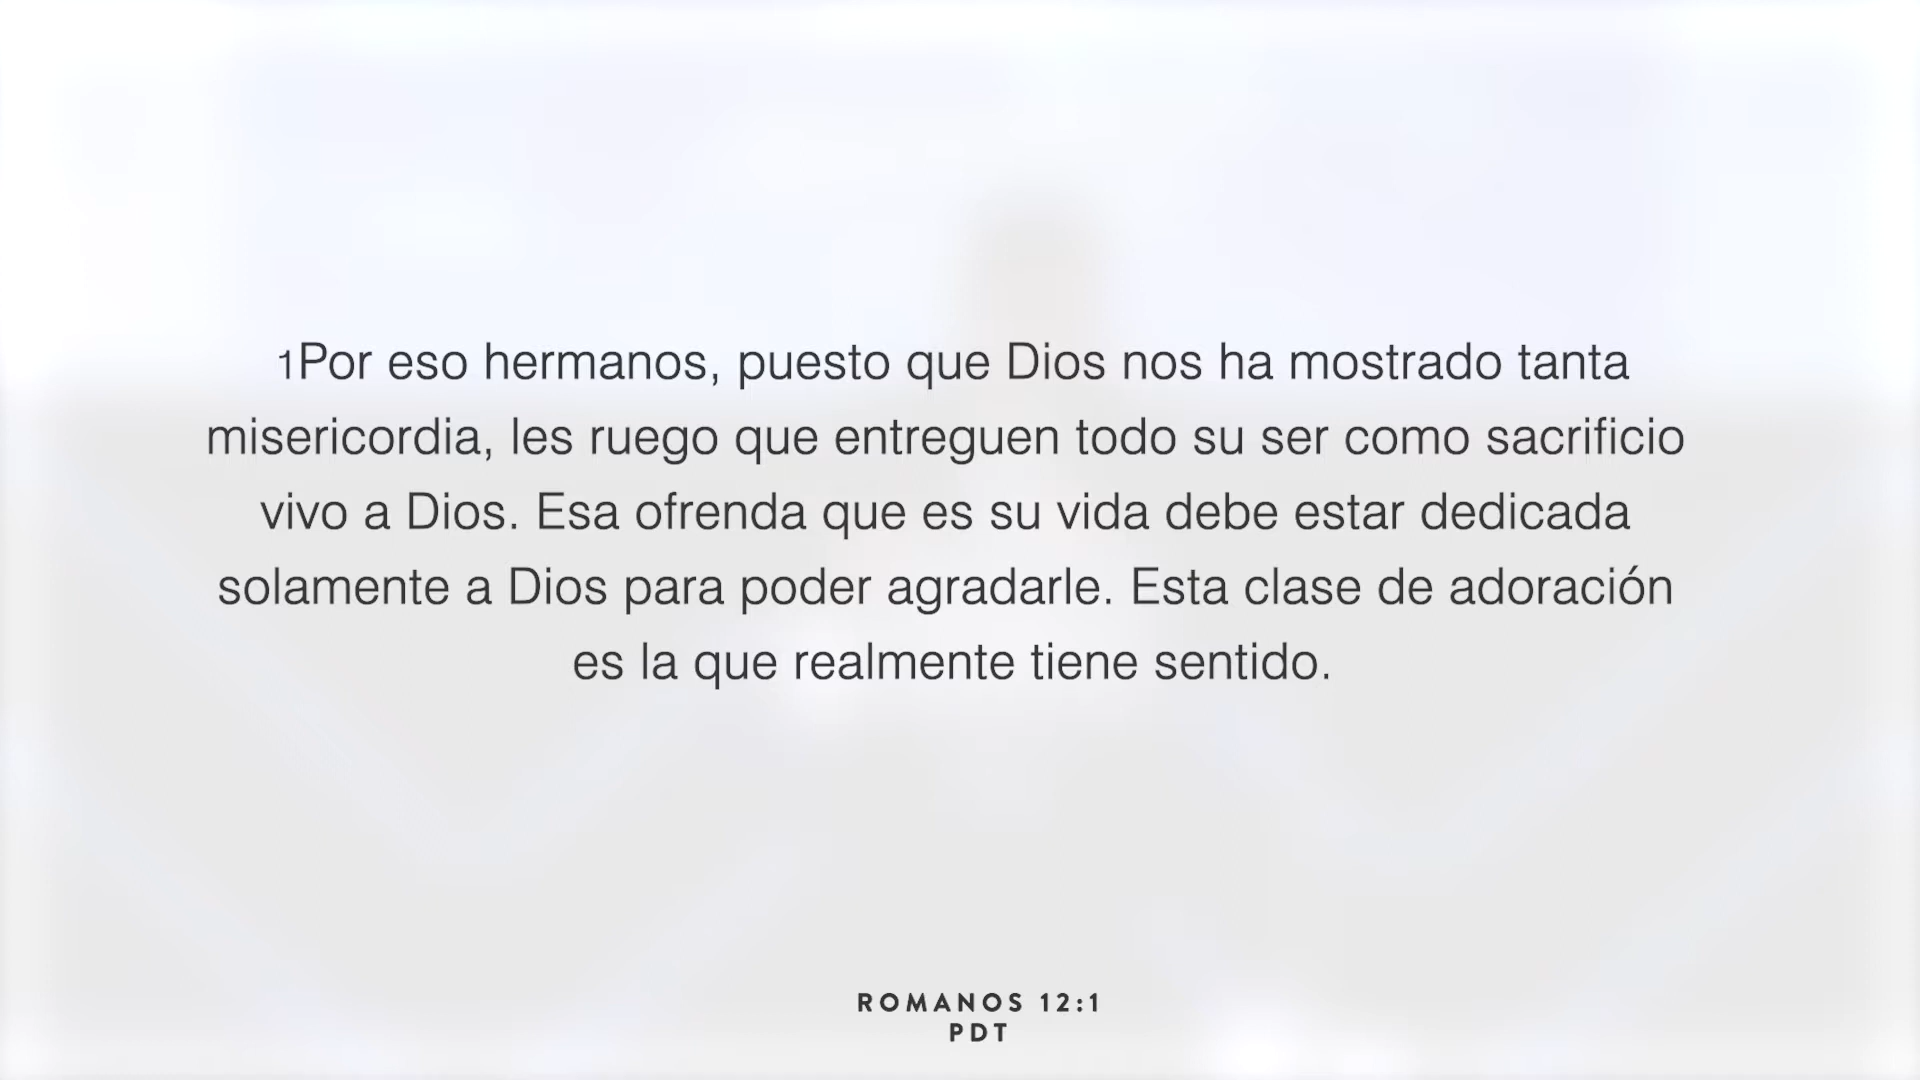 1Por eso hermanos, puesto que Dios nos ha mostrado tanta
misericordia, les ruego que entreguen todo su ser como sacrificio
vivo a Dios. Esa ofrenda que es su vida debe estar dedicada
solamente a Dios para poder agradarle. Esta clase de adoración
es la que realmente tiene sentido.
ROMANOS 12:1
PDT